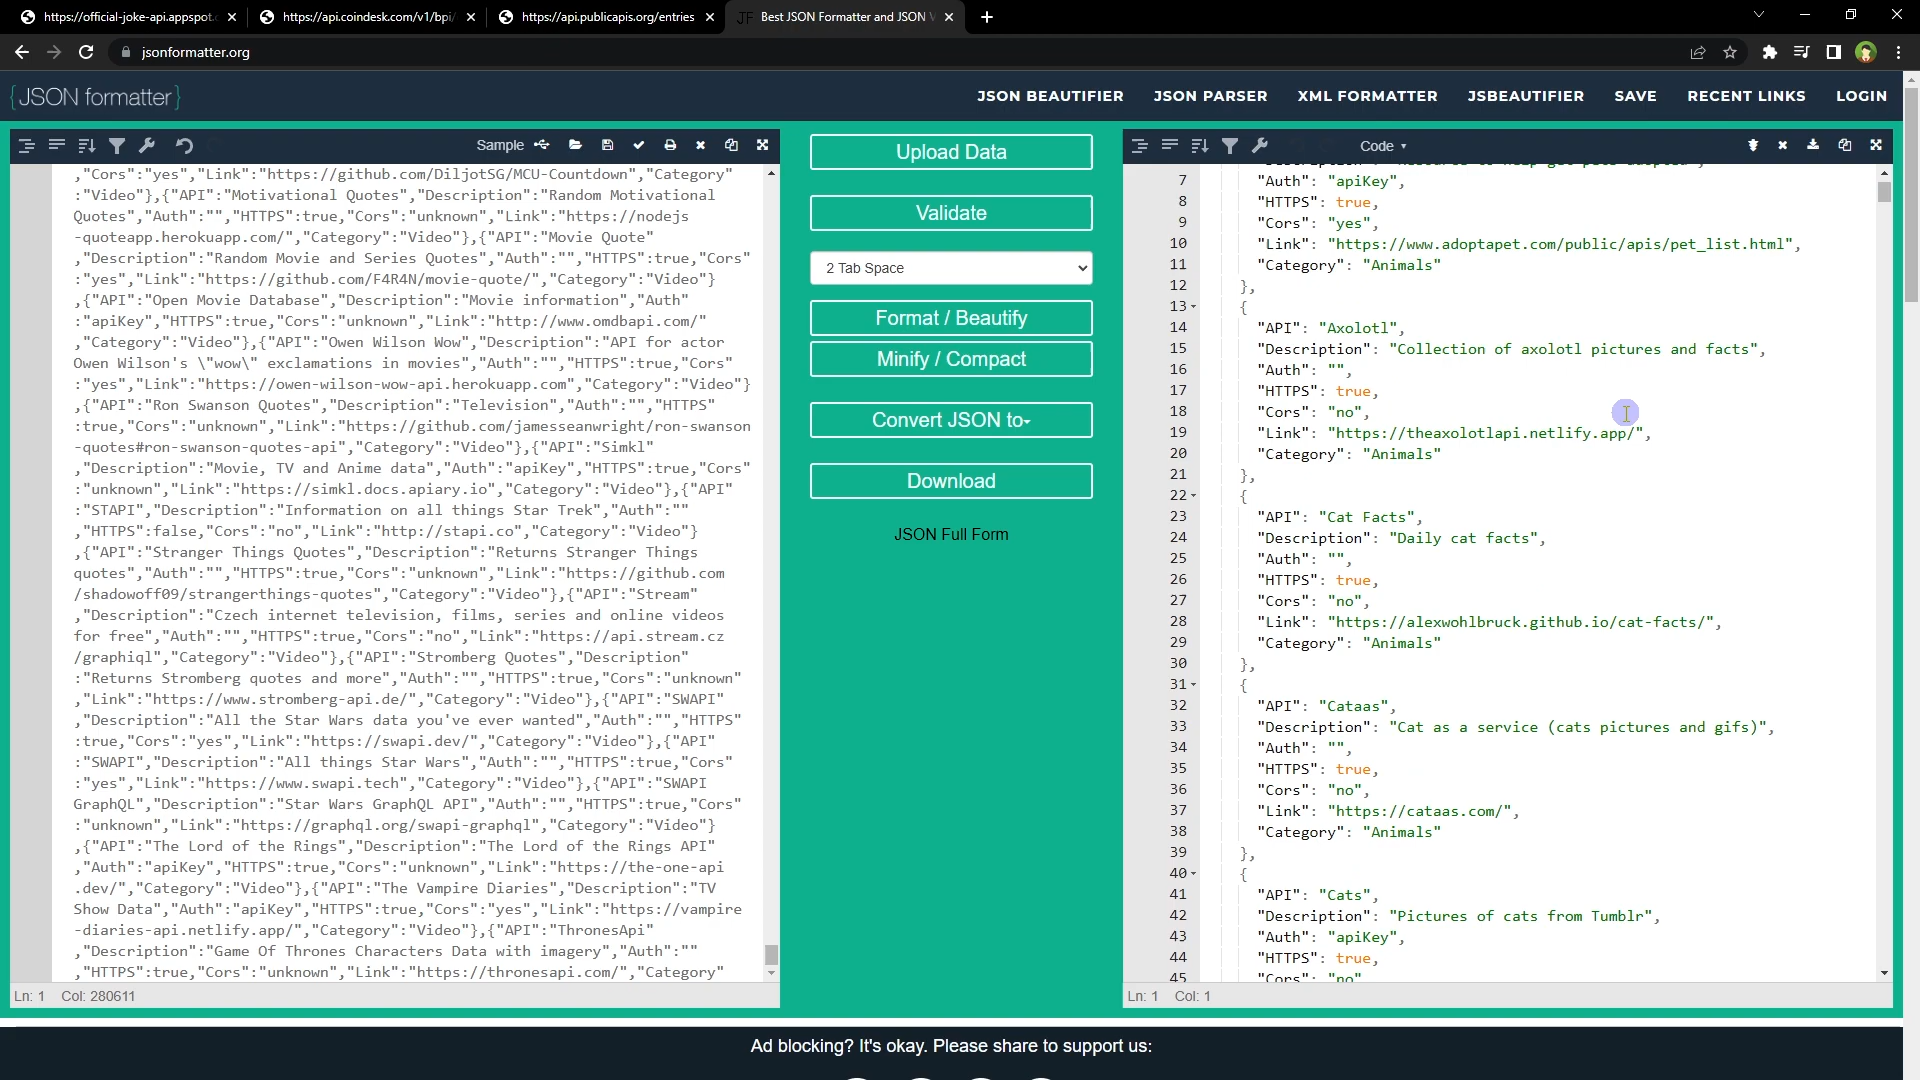 https://official-joke-api.appspot.
https://api.coindesk.com/v1/bpi/
https://api.publicapis.org/entries
JF Best JSON Formatter and JSON V
jsonformatter.org
{JSON formatter}
JSON BEAUTIFIER JSON PARSER XML FORMATTER JSBEAUTIFIER SAVE RECENT LINKS LOGIN
Sample
,"Cors":"yes","Link":"https://github.com/DiljotSG/MCU-Countdown","Category"
:"Video"},{"API":"Motivational Quotes","Description":"Random Motivational
Quotes","Auth":"","HTTPS":true,"Cors":"unknown","Link":"https://nodejs
-quoteapp.herokuapp.com/","Category":"Video"},{"API":"Movie Quote"
,"Description":"Random Movie and Series Quotes","Auth":"","HTTPS":true,"Cors"
:"yes","Link":"https://github.com/F4R4N/movie-quote/","Category":"Video"}
,{"API":"Open Movie Database","Description":"Movie information","Auth"
:"apiKey","HTTPS":true,"Cors":"unknown","Link":"http://www.omdbapi.com/"
,"Category":"Video"},{"API":"Owen Wilson Wow","Description":"API for actor
Owen Wilson's \"wow\" exclamations in movies","Auth":"","HTTPS":true,"Cors"
:"yes","Link":"https://owen-wilson-wow-api.herokuapp.com","Category":"Video"}
,{"API":"Ron Swanson Quotes","Description":"Television","Auth":"","HTTPS"
:true,"Cors":"unknown","Link":"https://github.com/jamesseanwright/ron-swanson
-quotes#ron-swanson-quotes-api","Category":"Video"},{"API":"Simkl"
,"Description":"Movie, TV and Anime data","Auth":"apiKey","HTTPS":true,"Cors"
:"unknown","Link":"https://simkl.docs.apiary.io","Category":"Video"},{"API"
:"STAPI","Description":"Information on all things Star Trek","Auth":""
,"HTTPS":false,"Cors":"no","Link":"http://stapi.co","Category":"Video"}
,{"API":"Stranger Things Quotes","Description":"Returns Stranger Things
quotes","Auth":"","HTTPS":true,"Cors":"unknown","Link":"https://github.com
/shadowoff09/strangerthings-quotes","Category":"Video"},{"API":"Stream"
,"Description":"Czech internet television, films, series and online videos
for free","Auth":"","HTTPS":true,"Cors":"no","Link":"https://api.stream.cz
/graphiql","Category":"Video"},{"API":"Stromberg Quotes","Description"
:"Returns Stromberg quotes and more","Auth":"","HTTPS":true,"Cors":"unknown"
,"Link":"https://www.stromberg-api.de/","Category":"Video"},{"API":"SWAPI"
,"Description":"All the Star Wars data you've ever wanted","Auth":"","HTTPS"
:true,"Cors":"yes","Link":"https://swapi.dev/","Category":"Video"},{"API"
:"SWAPI","Description":"All things Star Wars","Auth":"","HTTPS":true,"Cors"
:"yes","Link":"https://www.swapi.tech","Category":"Video"},{"API":"SWAPI
GraphQL","Description":"Star Wars GraphQL API","Auth":"","HTTPS":true,"Cors"
:"unknown","Link":"https://graphql.org/swapi-graphql","Category":"Video"}
,{"API":"The Lord of the Rings","Description":"The Lord of the Rings API"
,"Auth":"apiKey","HTTPS":true,"Cors":"unknown","Link":"https://the-one-api
.dev/","Category":"Video"},{"API":"The Vampire Diaries","Description":"TV
Show Data","Auth":"apiKey","HTTPS":true,"Cors":"yes","Link":"https://vampire
-diaries-api.netlify.app/","Category":"Video"},{"API":"ThronesApi"
,"Description":"Game Of Thrones Characters Data with imagery","Auth":""
,"HTTPS":true,"Cors":"unknown","Link":"https://thronesapi.com/","Category"
Ln: 1 Col: 280611
Upload Data
Validate
2 Tab Space
Format / Beautify
Minify / Compact
Convert JSON to
Download
JSON Full Form
Code
7 "Auth": "apiKey",
8 "HTTPS": true,
9 "Cors": "yes",
10 "Link": "https://www.adoptapet.com/public/apis/pet_list.html",
11 "Category": "Animals"
12 },
13 {
14 "API": "Axolotl",
15 "Description": "Collection of axolotl pictures and facts",
16 "Auth": "",
17 "HTTPS": true,
18 "Cors": "no",
19 "Link": "https://theaxolotlapi.netlify.app/",
20 "Category": "Animals"
21 },
22 {
23 "API": "Cat Facts",
24 "Description": "Daily cat facts",
25 "Auth": "",
26 "HTTPS": true,
27 "Cors": "no",
28 "Link": "https://alexwohlbruck.github.io/cat-facts/",
29 "Category": "Animals"
30 },
31 {
32 "API": "Cataas",
33 "Description": "Cat as a service (cats pictures and gifs)",
34 "Auth": "",
35 "HTTPS": true,
36 "Cors": "no",
37 "Link": "https://cataas.com/",
38 "Category": "Animals"
39 },
40 {
41 "API": "Cats",
42 "Description": "Pictures of cats from Tumblr",
43 "Auth": "apiKey",
44 "HTTPS": true,
45 "Cors": "no"
Ln: 1 Col: 1
Ad blocking? It's okay. Please share to support us: